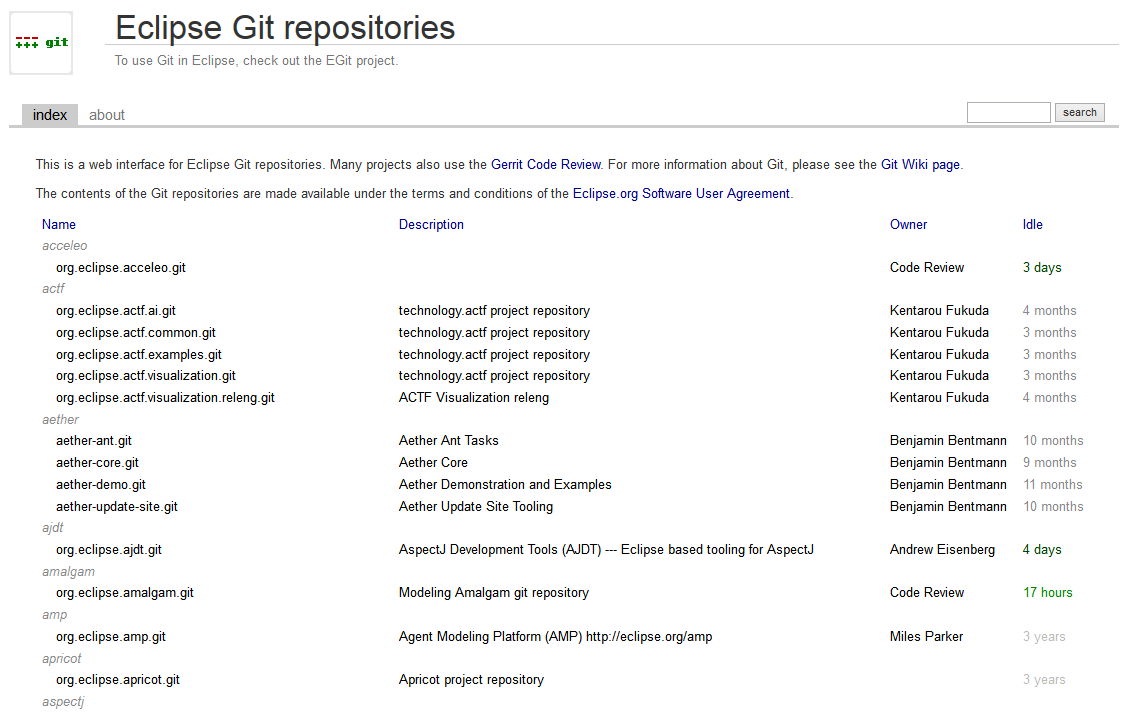 --- +++ git
Eclipse Git repositories
To use Git in Eclipse, check out the EGit project.
index about search
This is a web interface for Eclipse Git repositories. Many projects also use the Gerrit Code Review. For more information about Git, please see the Git Wiki page.
The contents of the Git repositories are made available under the terms and conditions of the Eclipse.org Software User Agreement.
Name Description Owner Idle
acceleo
org.eclipse.acceleo.git Code Review 3 days
actf
org.eclipse.actf.ai.git technology.actf project repository Kentarou Fukuda 4 months
org.eclipse.actf.common.git technology.actf project repository Kentarou Fukuda 3 months
org.eclipse.actf.examples.git technology.actf project repository Kentarou Fukuda 3 months
org.eclipse.actf.visualization.git technology.actf project repository Kentarou Fukuda 3 months
org.eclipse.actf.visualization.releng.git ACTF Visualization releng Kentarou Fukuda 4 months
aether
aether-ant.git Aether Ant Tasks Benjamin Bentmann 10 months
aether-core.git Aether Core Benjamin Bentmann 9 months
aether-demo.git Aether Demonstration and Examples Benjamin Bentmann 11 months
aether-update-site.git Aether Update Site Tooling Benjamin Bentmann 10 months
ajdt
org.eclipse.ajdt.git AspectJ Development Tools (AJDT) --- Eclipse based tooling for AspectJ Andrew Eisenberg 4 days
amalgam
org.eclipse.amalgam.git Modeling Amalgam git repository Code Review 17 hours
amp
org.eclipse.amp.git Agent Modeling Platform (AMP) http://eclipse.org/amp Miles Parker 3 years
apricot
org.eclipse.apricot.git Apricot project repository 3 years
aspectj